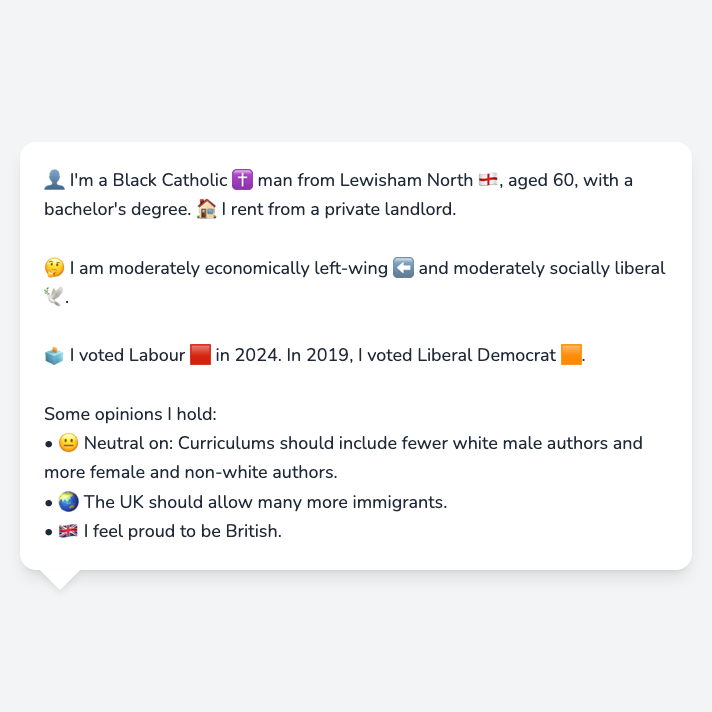 👤 I'm a Black Catholic ✝️ man from Lewisham North 🏴󠁧󠁢󠁥󠁮󠁧󠁿, aged 60, with a
bachelor's degree. 🏠 I rent from a private landlord.
🤔 I am moderately economically left-wing ⬅️ and moderately socially liberal
🕊️.
🗳️ I voted Labour 🟥 in 2024. In 2019, I voted Liberal Democrat 🟧.
Some opinions I hold:
• 😐 Neutral on: Curriculums should include fewer white male authors and
more female and non-white authors.
• 🌏 The UK should allow many more immigrants.
• 🇬🇧 I feel proud to be British.